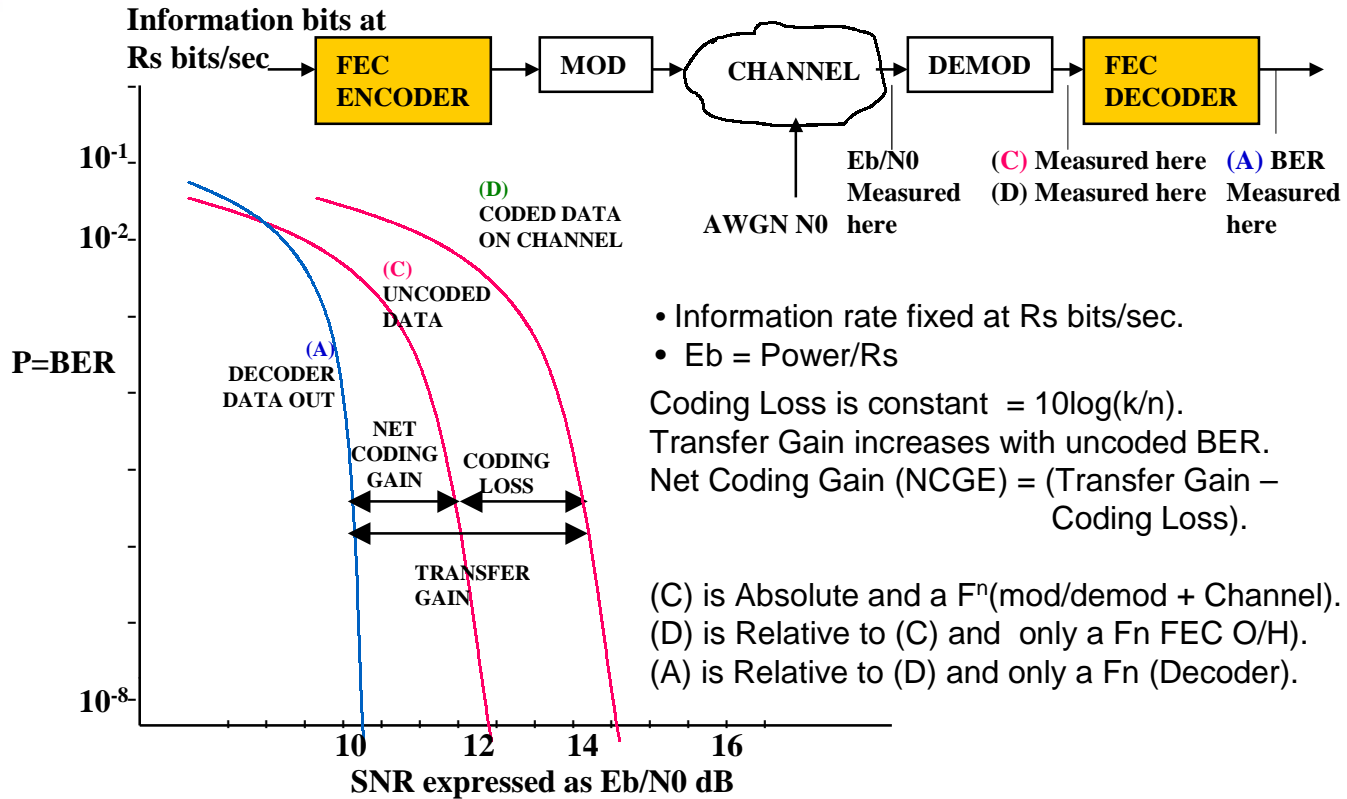 Information bits at
Rs bits/sec
FEC
ENCODER
MOD
CHANNEL
DEMOD
FEC
DECODER
AWGN N0
Eb/N0
Measured
here
(C) Measured here
(D) Measured here
(A) BER
Measured
here
10-1
10-2
P=BER
10-8
(D)
CODED DATA
ON CHANNEL
(C)
UNCODED
DATA
(A)
DECODER
DATA OUT
NET
CODING
GAIN
CODING
LOSS
TRANSFER
GAIN
10 12 14 16
SNR expressed as Eb/N0 dB
• Information rate fixed at Rs bits/sec.
• Eb = Power/Rs
Coding Loss is constant = 10log(k/n).
Transfer Gain increases with uncoded BER.
Net Coding Gain (NCGE) = (Transfer Gain –
Coding Loss).
(C) is Absolute and a Fn(mod/demod + Channel).
(D) is Relative to (C) and only a Fn FEC O/H).
(A) is Relative to (D) and only a Fn (Decoder).